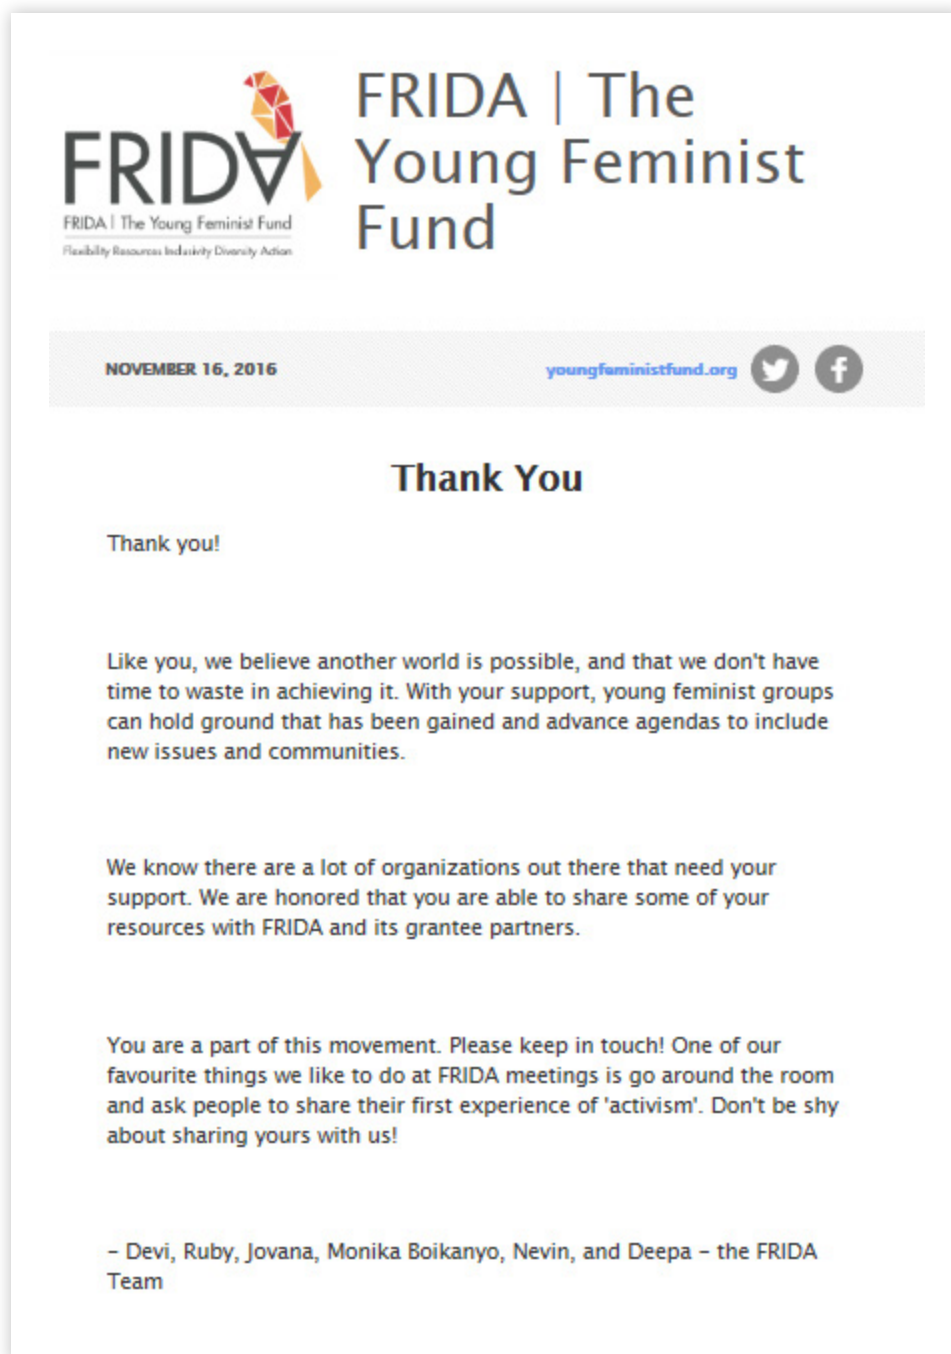 FRIDA
FRIDA | The Young Feminist Fund
Flexibility Resources Inclusivity Diversity Action
FRIDA | The
Young Feminist
Fund
NOVEMBER 16, 2016
youngfeministfund.org
Thank You
Thank you!
Like you, we believe another world is possible, and that we don't have
time to waste in achieving it. With your support, young feminist groups
can hold ground that has been gained and advance agendas to include
new issues and communities.
We know there are a lot of organizations out there that need your
support. We are honored that you are able to share some of your
resources with FRIDA and its grantee partners.
You are a part of this movement. Please keep in touch! One of our
favourite things we like to do at FRIDA meetings is go around the room
and ask people to share their first experience of 'activism'. Don't be shy
about sharing yours with us!
– Devi, Ruby, Jovana, Monika Boikanyo, Nevin, and Deepa – the FRIDA
Team